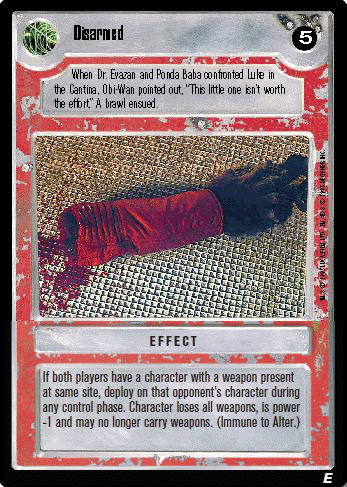 Disarmed
5
When Dr. Evazan and Ponda Baba confronted Luke in
the Cantina, Obi-Wan pointed out, "This little one isn't worth
the effort." A brawl ensued.
EFFECT
If both players have a character with a weapon present
at same site, deploy on that opponent's character during
any control phase. Character loses all weapons, is power
-1 and may no longer carry weapons. (Immune to Alter.)
E